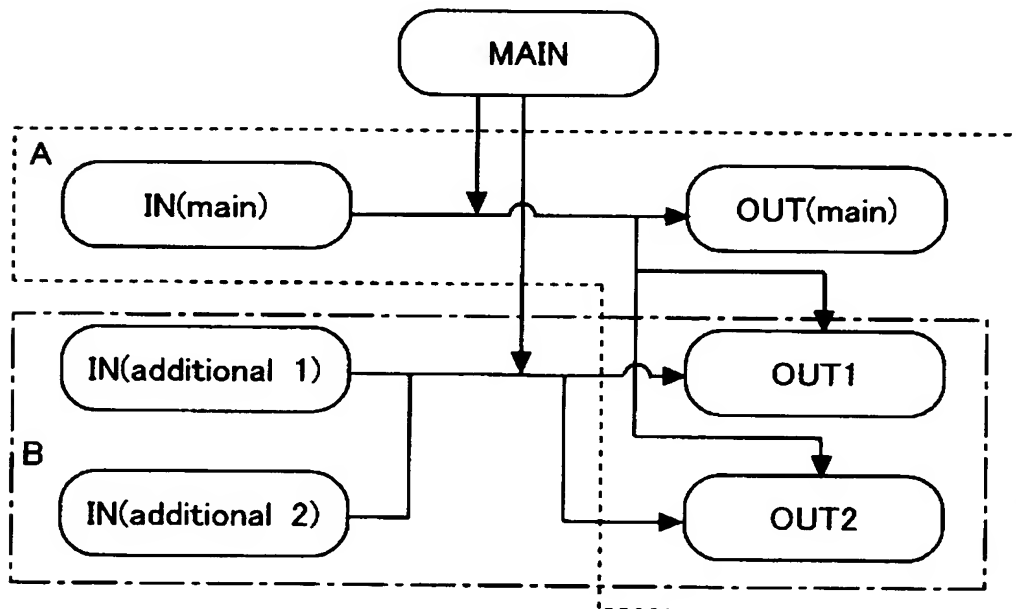 MAIN
A
IN(main)
OUT(main)
IN(additional 1)
OUT1
B
IN(additional 2)
OUT2